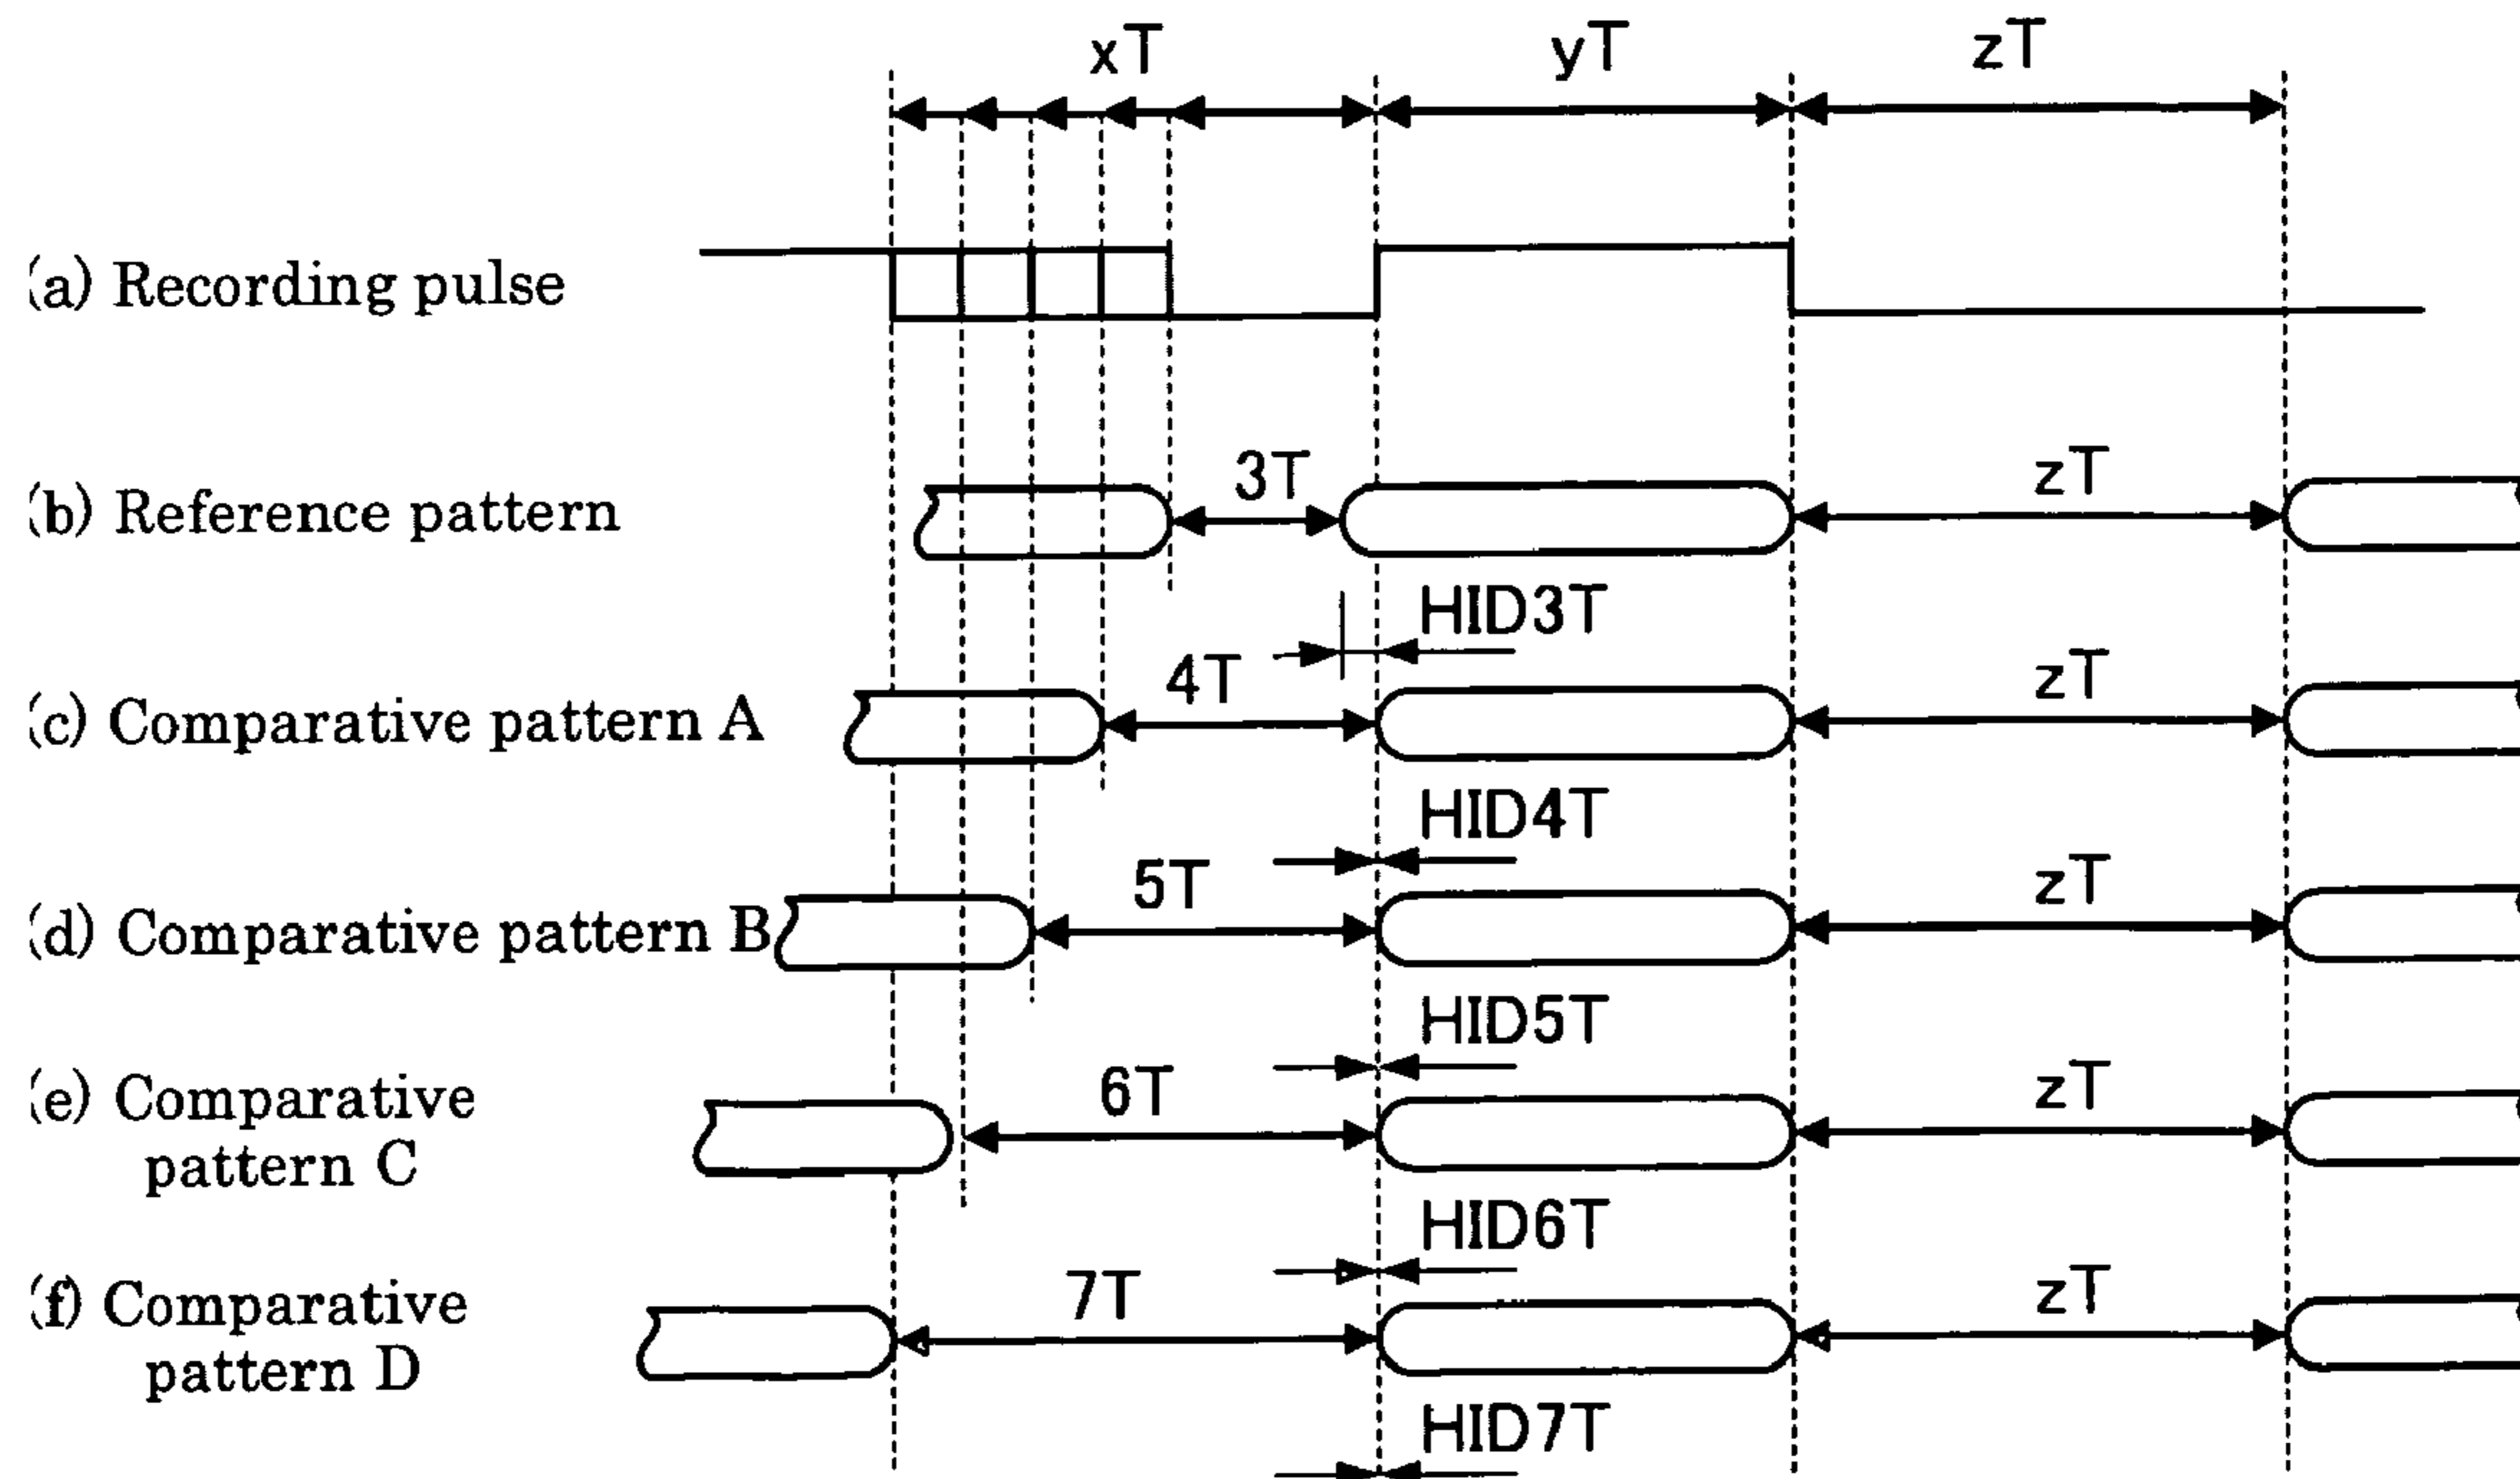 xT yT zT
(a) Recording pulse
(b) Reference pattern 3T zT
HID3T
(c) Comparative pattern A 4T zT
HID4T
(d) Comparative pattern B 5T zT
HID5T
(e) Comparative
pattern C 6T zT
HID6T
(f) Comparative
pattern D 7T zT
HID7T